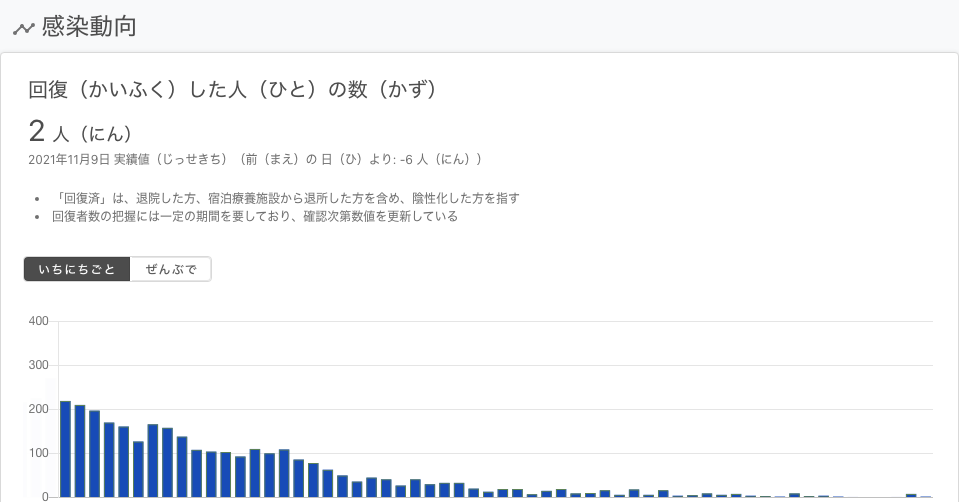 感染動向
回復（かいふく）した人（ひと）の数（かず）
2 人（にん）
2021年11月9日 実績値（じっせきち）（前（まえ）の 日（ひ）より: -6 人（にん））
• 「回復済」は、退院した方、宿泊療養施設から退所した方を含め、陰性化した方を指す
• 回復者数の把握には一定の期間を要しており、確認次第数値を更新している
いちにちごと ぜんぶで
400
300
200
100
0